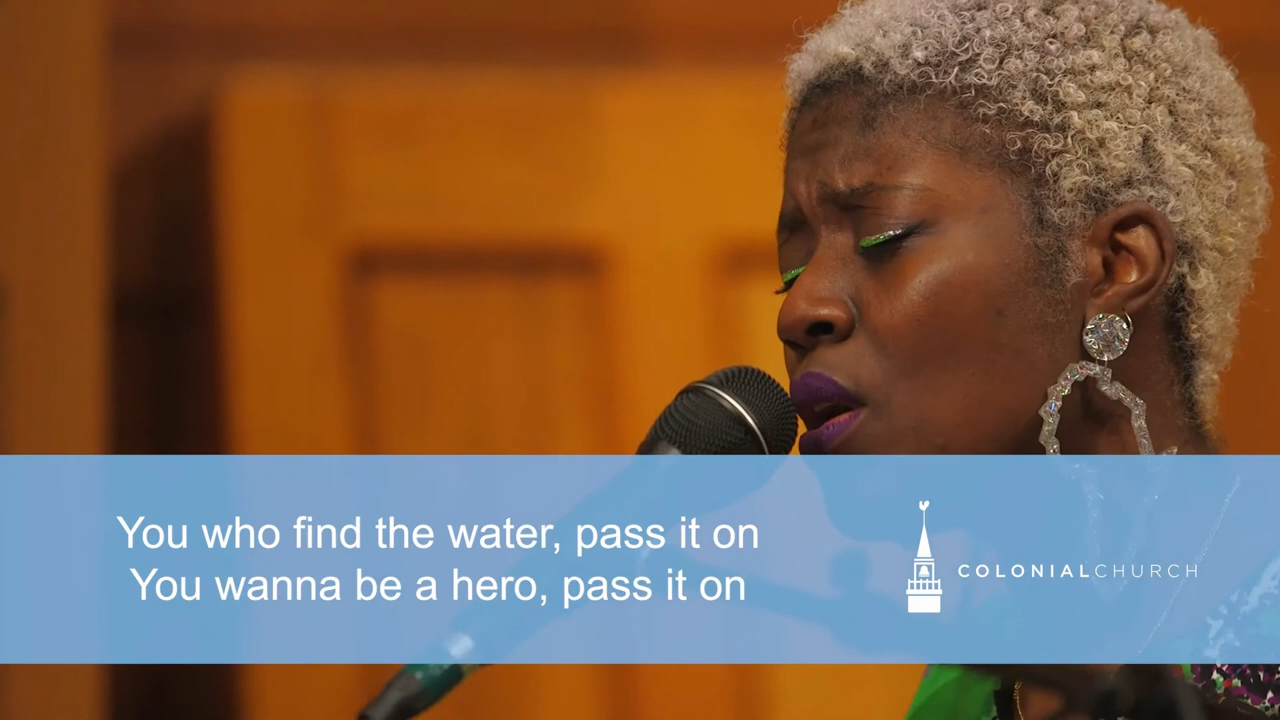 You who find the water, pass it on
You wanna be a hero, pass it on
COLONIALCHURCH